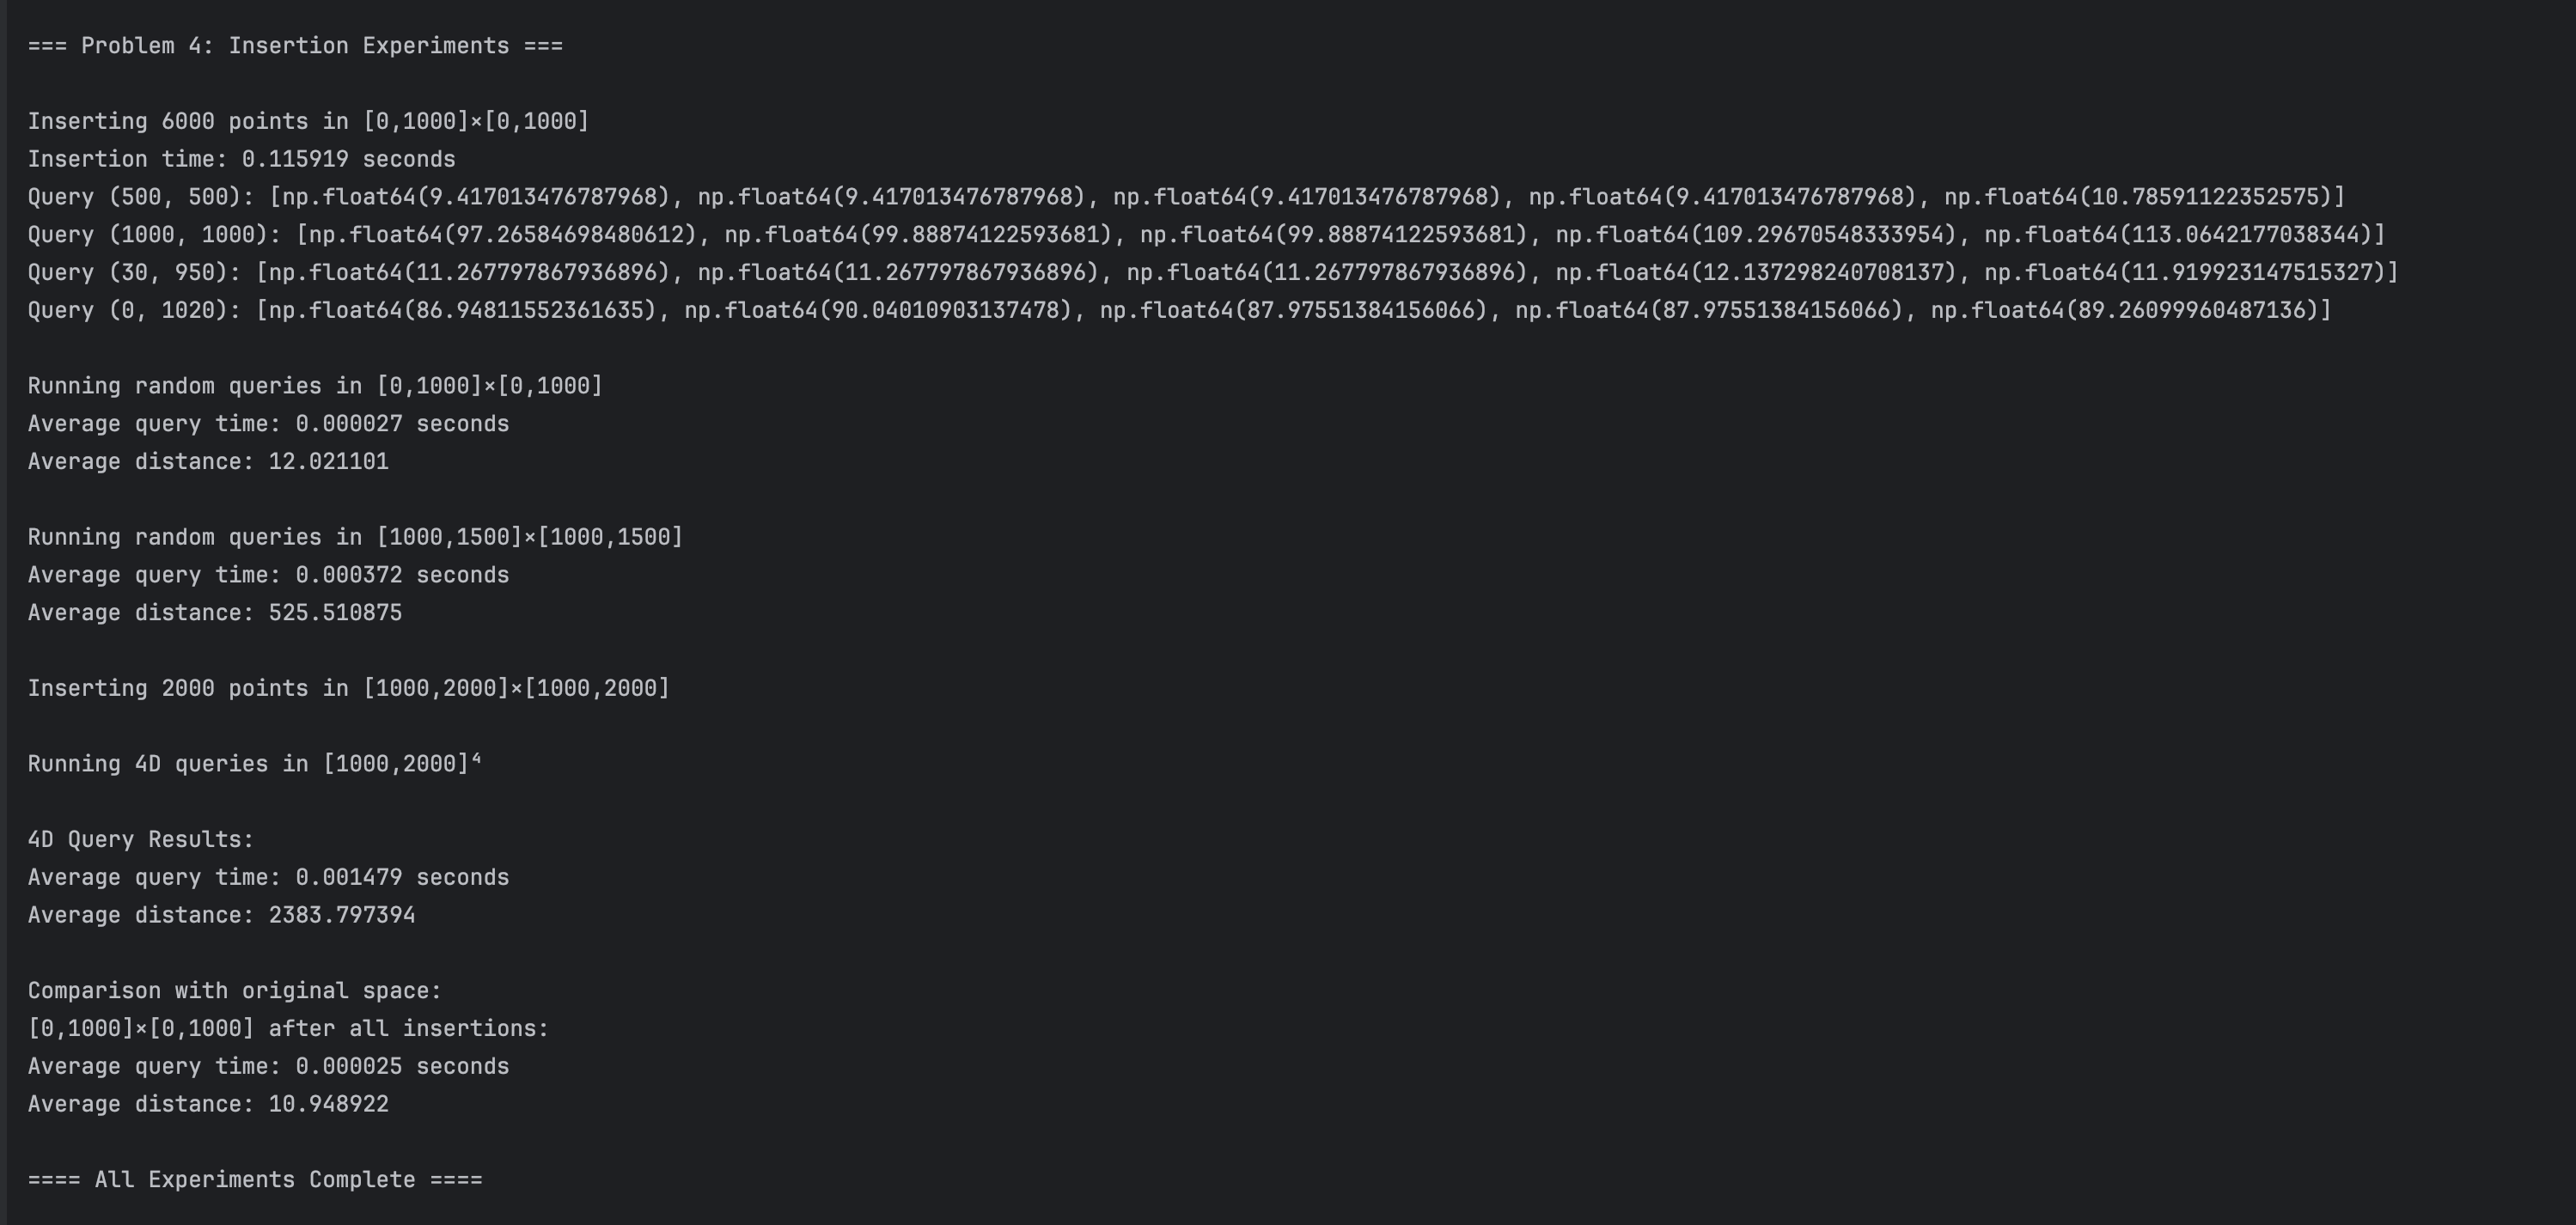 === Problem 4: Insertion Experiments ===
Inserting 6000 points in [0,1000]×[0,1000]
Insertion time: 0.115919 seconds
Query (500, 500): [np.float64(9.417013476787968), np.float64(9.417013476787968), np.float64(9.417013476787968), np.float64(9.417013476787968), np.float64(10.78591122352575)]
Query (1000, 1000): [np.float64(97.26584698480612), np.float64(99.88874122593681), np.float64(99.88874122593681), np.float64(109.29670548333954), np.float64(113.0642177038344)]
Query (30, 950): [np.float64(11.267797867936896), np.float64(11.267797867936896), np.float64(11.267797867936896), np.float64(12.137298240708137), np.float64(11.919923147515327)]
Query (0, 1020): [np.float64(86.94811552361635), np.float64(90.04010903137478), np.float64(87.97551384156066), np.float64(87.97551384156066), np.float64(89.26099960487136)]
Running random queries in [0,1000]×[0,1000]
Average query time: 0.000027 seconds
Average distance: 12.021101
Running random queries in [1000,1500]×[1000,1500]
Average query time: 0.000372 seconds
Average distance: 525.510875
Inserting 2000 points in [1000,2000]×[1000,2000]
Running 4D queries in [1000,2000]⁴
4D Query Results:
Average query time: 0.001479 seconds
Average distance: 2383.797394
Comparison with original space:
[0,1000]×[0,1000] after all insertions:
Average query time: 0.000025 seconds
Average distance: 10.948922
==== All Experiments Complete ====